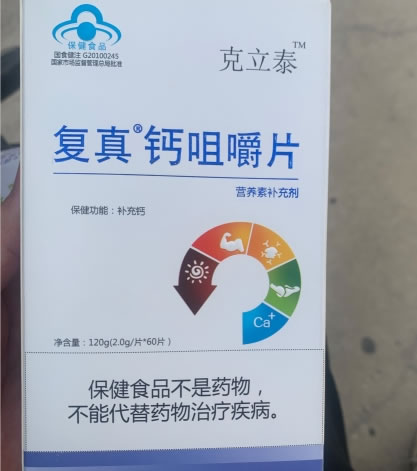 保健食品
国食健注 G20100245
国家市场监督管理总局批准
克立泰™
复真®钙咀嚼片
营养素补充剂
保健功能：补充钙
Ca⁺
净含量：120g(2.0g/片*60片)
保健食品不是药物，
不能代替药物治疗疾病。